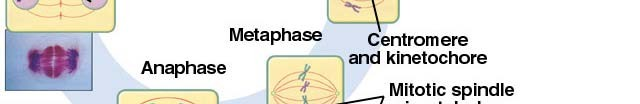 Metaphase
Centromere
and kinetochore
Anaphase
Mitotic spindle